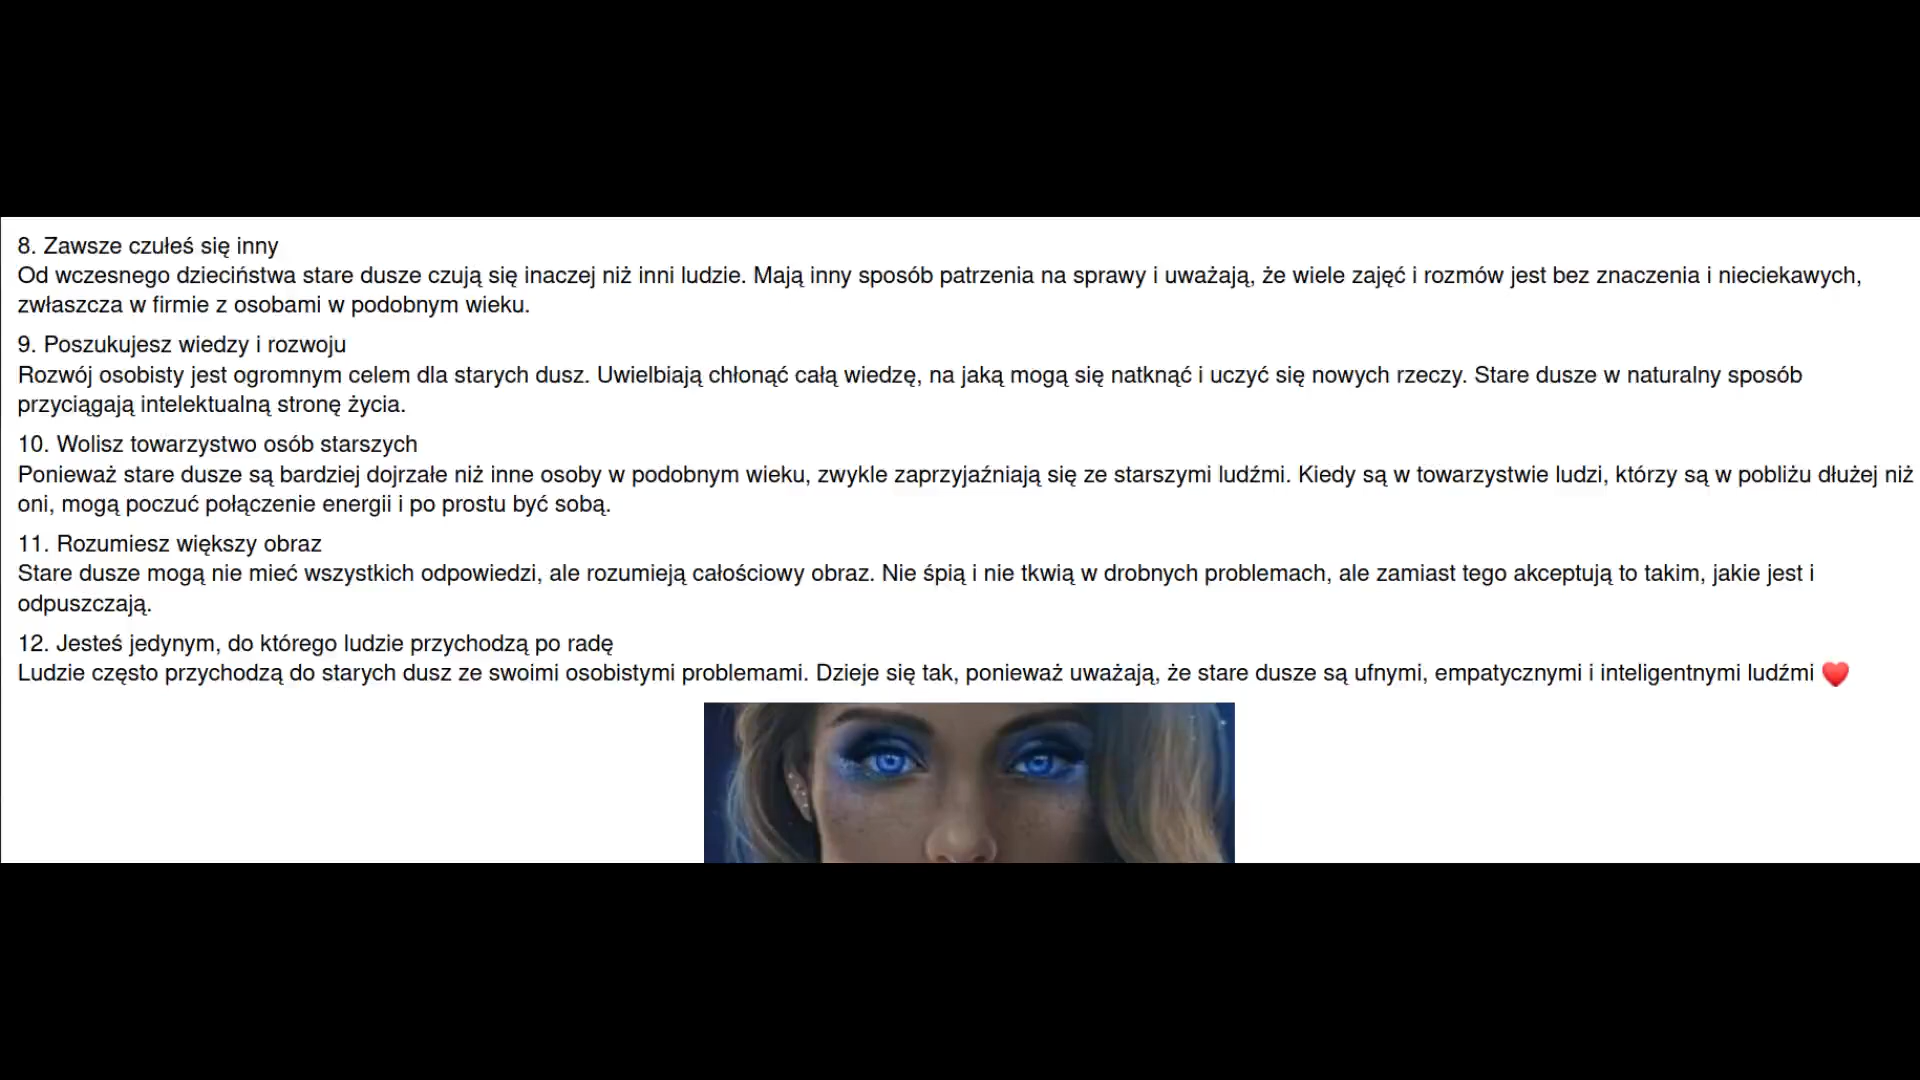 8. Zawsze czułeś się inny
Od wczesnego dzieciństwa stare dusze czują się inaczej niż inni ludzie. Mają inny sposób patrzenia na sprawy i uważają, że wiele zajęć i rozmów jest bez znaczenia i nieciekawych,
zwłaszcza w firmie z osobami w podobnym wieku.
9. Poszukujesz wiedzy i rozwoju
Rozwój osobisty jest ogromnym celem dla starych dusz. Uwielbiają chłonąć całą wiedzę, na jaką mogą się natknąć i uczyć się nowych rzeczy. Stare dusze w naturalny sposób
przyciągają intelektualną stronę życia.
10. Wolisz towarzystwo osób starszych
Ponieważ stare dusze są bardziej dojrzałe niż inne osoby w podobnym wieku, zwykle zaprzyjaźniają się ze starszymi ludźmi. Kiedy są w towarzystwie ludzi, którzy są w pobliżu dłużej niż
oni, mogą poczuć połączenie energii i po prostu być sobą.
11. Rozumiesz większy obraz
Stare dusze mogą nie mieć wszystkich odpowiedzi, ale rozumieją całościowy obraz. Nie śpią i nie tkwią w drobnych problemach, ale zamiast tego akceptują to takim, jakie jest i
odpuszczają.
12. Jesteś jedynym, do którego ludzie przychodzą po radę
Ludzie często przychodzą do starych dusz ze swoimi osobistymi problemami. Dzieje się tak, ponieważ uważają, że stare dusze są ufnymi, empatycznymi i inteligentnymi ludźmi ❤️